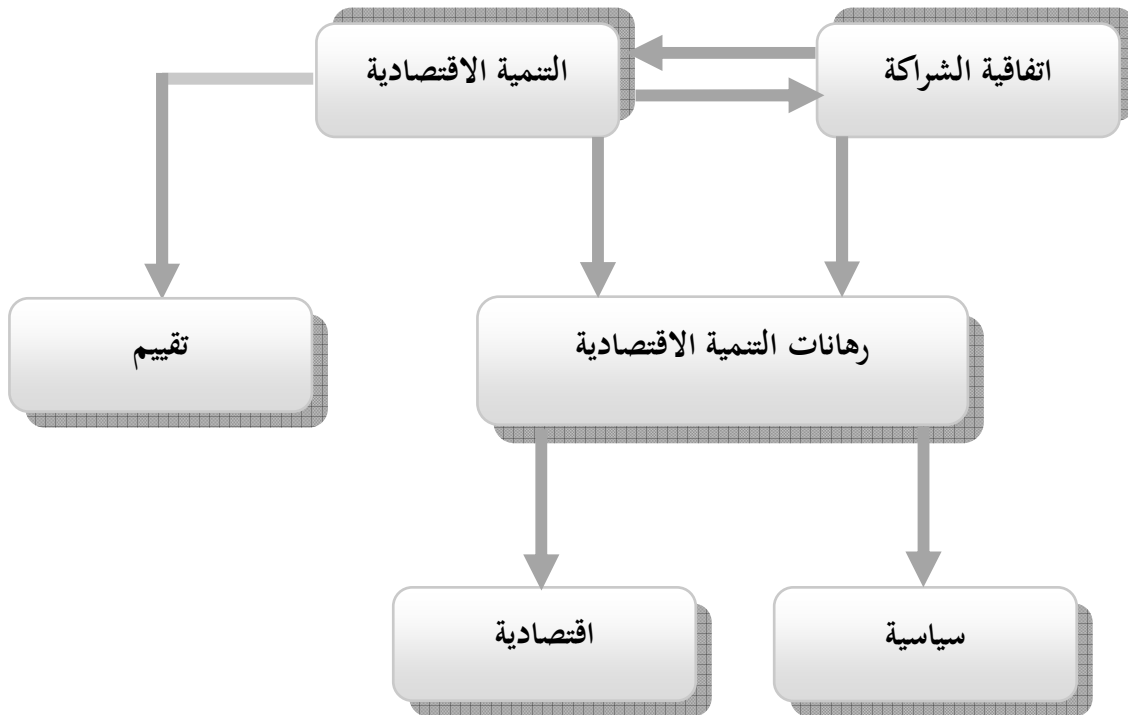 اتفاقية الشراكة
التنمية الاقتصادية
رهانات التنمية الاقتصادية
تقييم
سياسية
اقتصادية